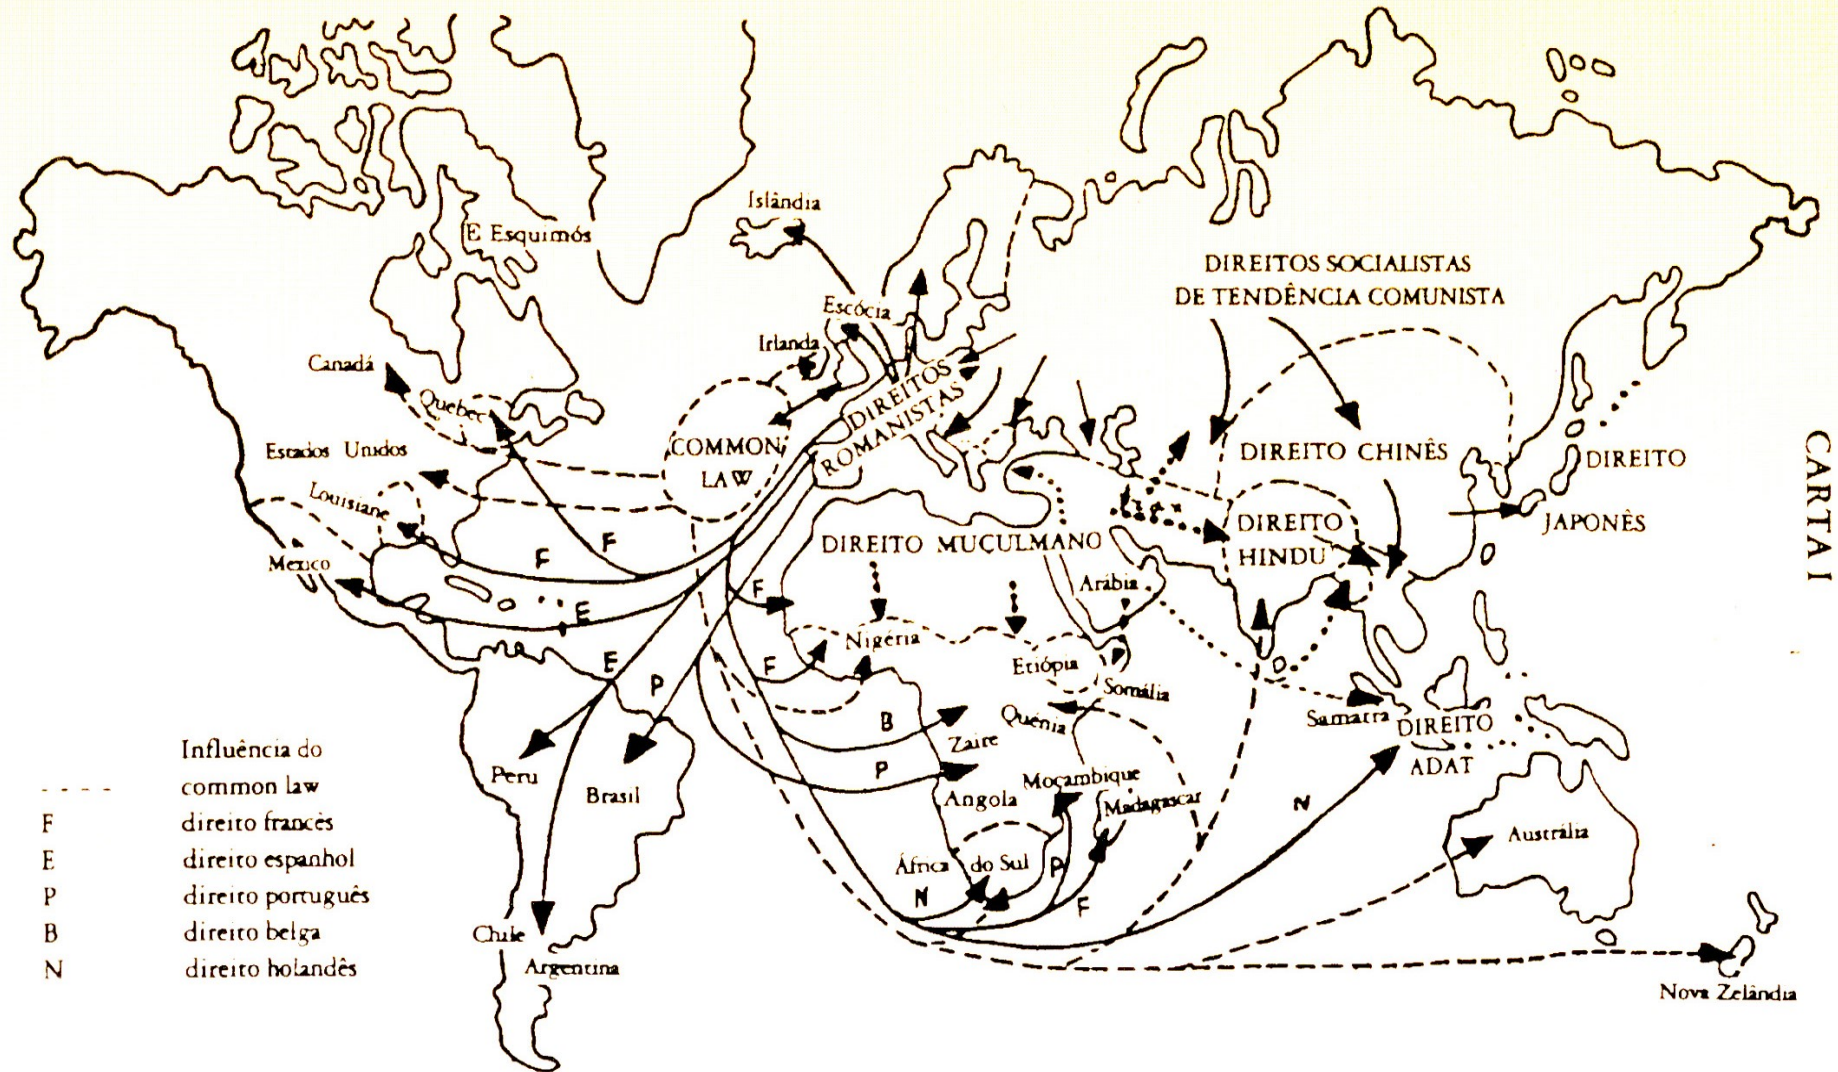 CARTA I
Islândia
E Esquimós
DIREITOS SOCIALISTAS
DE TENDÊNCIA COMUNISTA
Escócia
Irlanda
Canadá
Quebec
DIREITOS
ROMANISTAS
COMMON
LAW
Estados Unidos
Louisiane
DIREITO CHINÊS
DIREITO
JAPONÊS
DIREITO
HINDU
DIREITO MUÇULMANO
México
Arábia
F
F
F
E
E
P
F
Nigéria
Etiópia
Somália
Quénia
B
Zaire
P
Samatra
DIREITO
ADAT
Peru
Brasil
Angola
Moçambique
Madagascar
N
Austrália
África do Sul
N
P
F
Chile
Argentina
Nova Zelândia
Influência do
- - - - common law
F direito francês
E direito espanhol
P direito português
B direito belga
N direito holandês